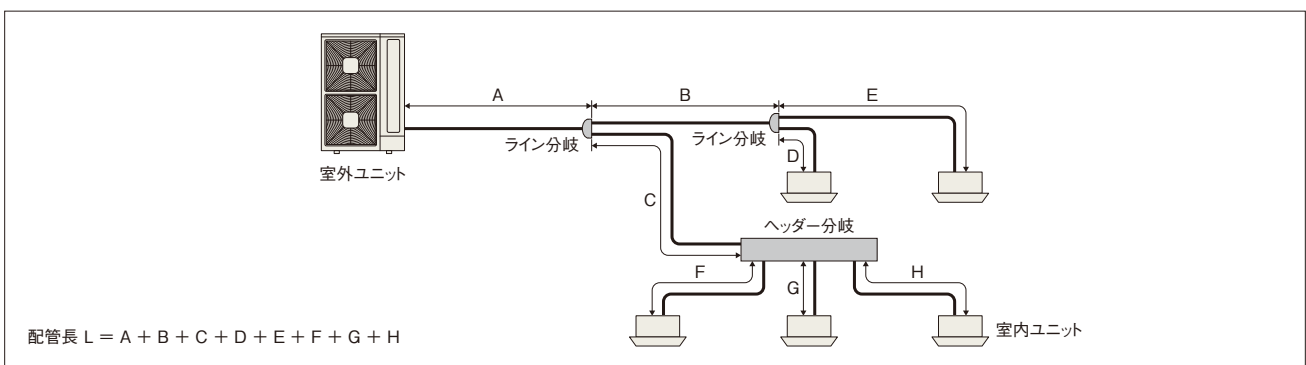 A
B
E
ライン分岐
ライン分岐
D
室外ユニット
C
ヘッダー分岐
F
G
H
室内ユニット
配管長 L ＝ A ＋ B ＋ C ＋ D ＋ E ＋ F ＋ G ＋ H